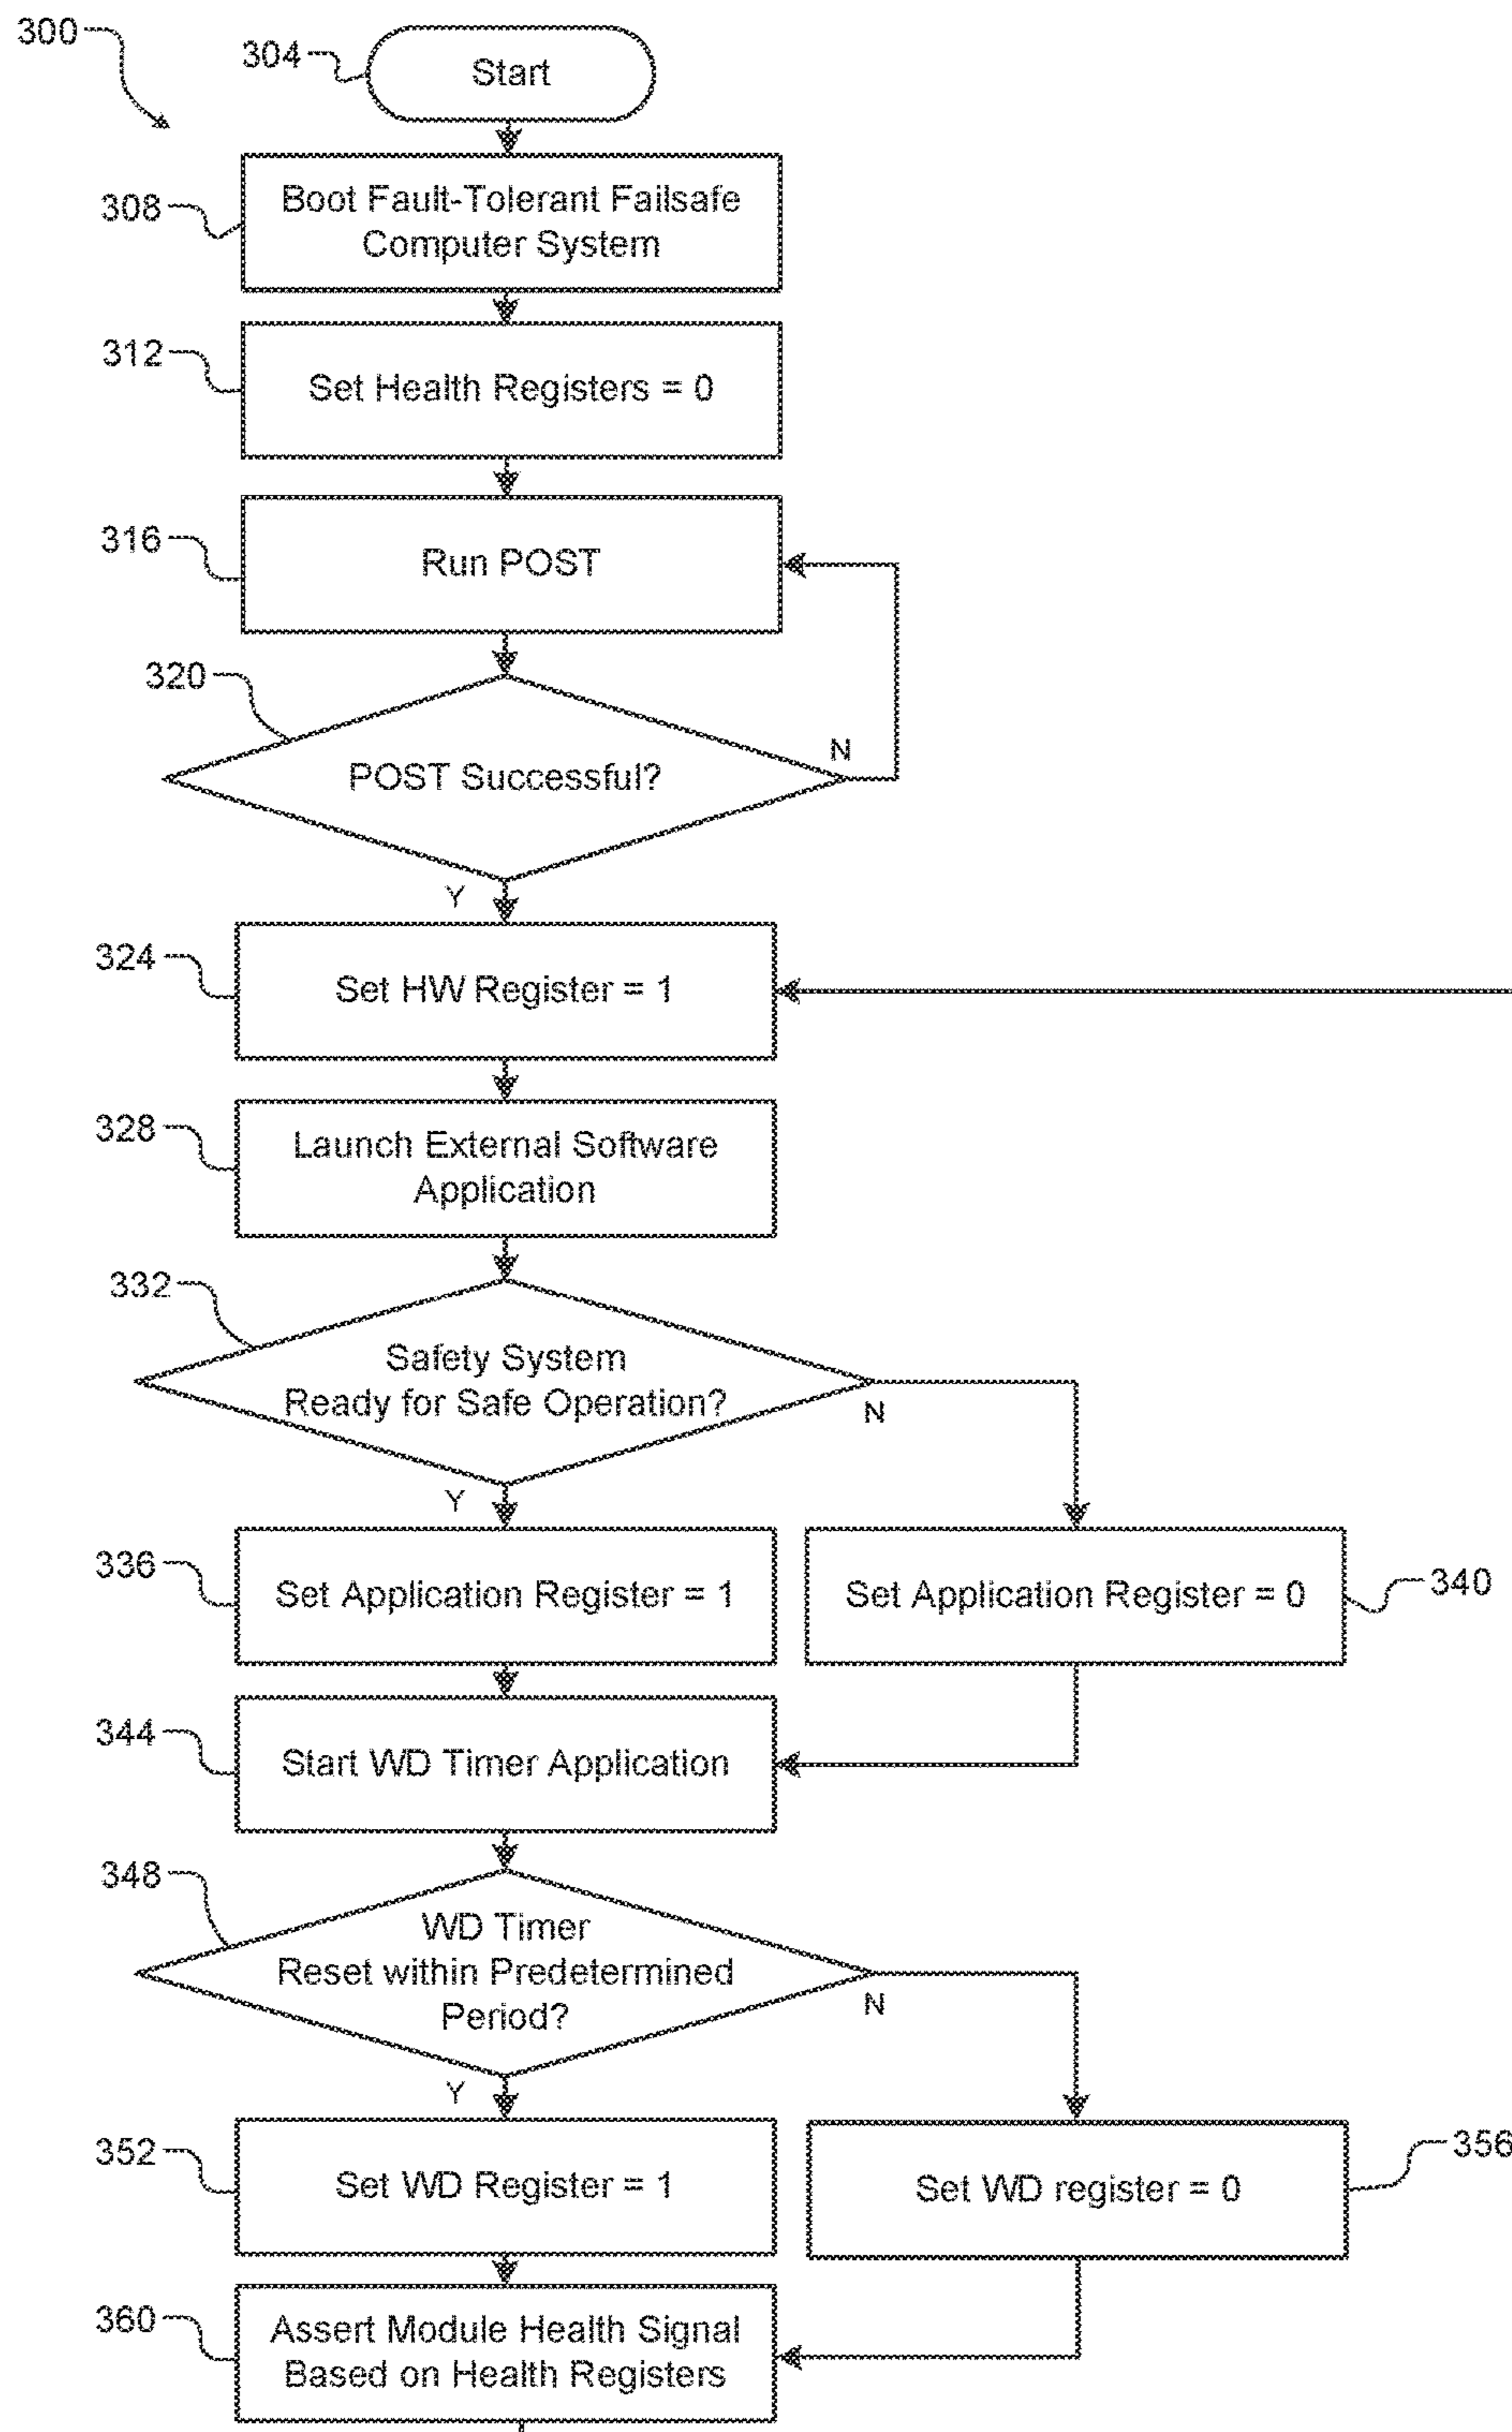 300
304
Start
308
Boot Fault-Tolerant Failsafe
Computer System
312
Set Health Registers = 0
316
Run POST
320
POST Successful?
N
Y
324
Set HW Register = 1
328
Launch External Software
Application
332
Safety System
Ready for Safe Operation?
N
Y
336
Set Application Register = 1
Set Application Register = 0
340
344
Start WD Timer Application
348
WD Timer
Reset within Predetermined
Period?
N
Y
352
Set WD Register = 1
Set WD register = 0
356
360
Assert Module Health Signal
Based on Health Registers